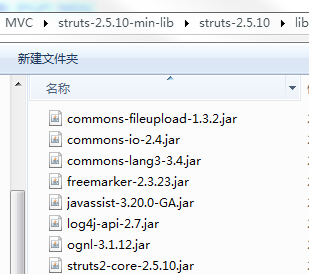 MVC ▸ struts-2.5.10-min-lib ▸ struts-2.5.10 ▸ lib
新建文件夹
名称
commons-fileupload-1.3.2.jar
commons-io-2.4.jar
commons-lang3-3.4.jar
freemarker-2.3.23.jar
javassist-3.20.0-GA.jar
log4j-api-2.7.jar
ognl-3.1.12.jar
struts2-core-2.5.10.jar